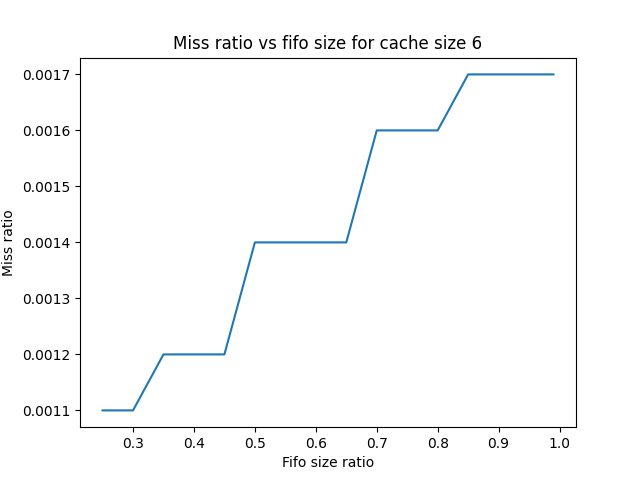 Miss ratio vs fifo size for cache size 6
0.0017
0.0016
0.0015
0.0014
0.0013
0.0012
0.0011
Miss ratio
0.3 0.4 0.5 0.6 0.7 0.8 0.9 1.0
Fifo size ratio